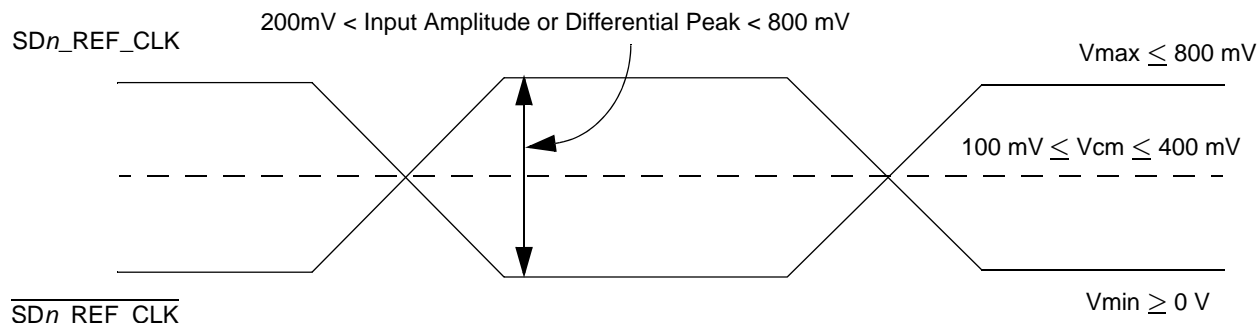 200mV < Input Amplitude or Differential Peak < 800 mV
SDn_REF_CLK
Vmax ≤ 800 mV
100 mV ≤ Vcm ≤ 400 mV
SDn_REF_CLK
Vmin ≥ 0 V